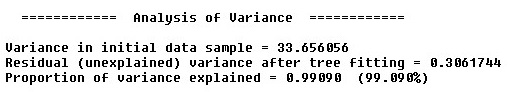 ============ Analysis of Variance ============
Variance in initial data sample = 33.656056
Residual (unexplained) variance after tree fitting = 0.3061744
Proportion of variance explained = 0.99090 (99.090%)